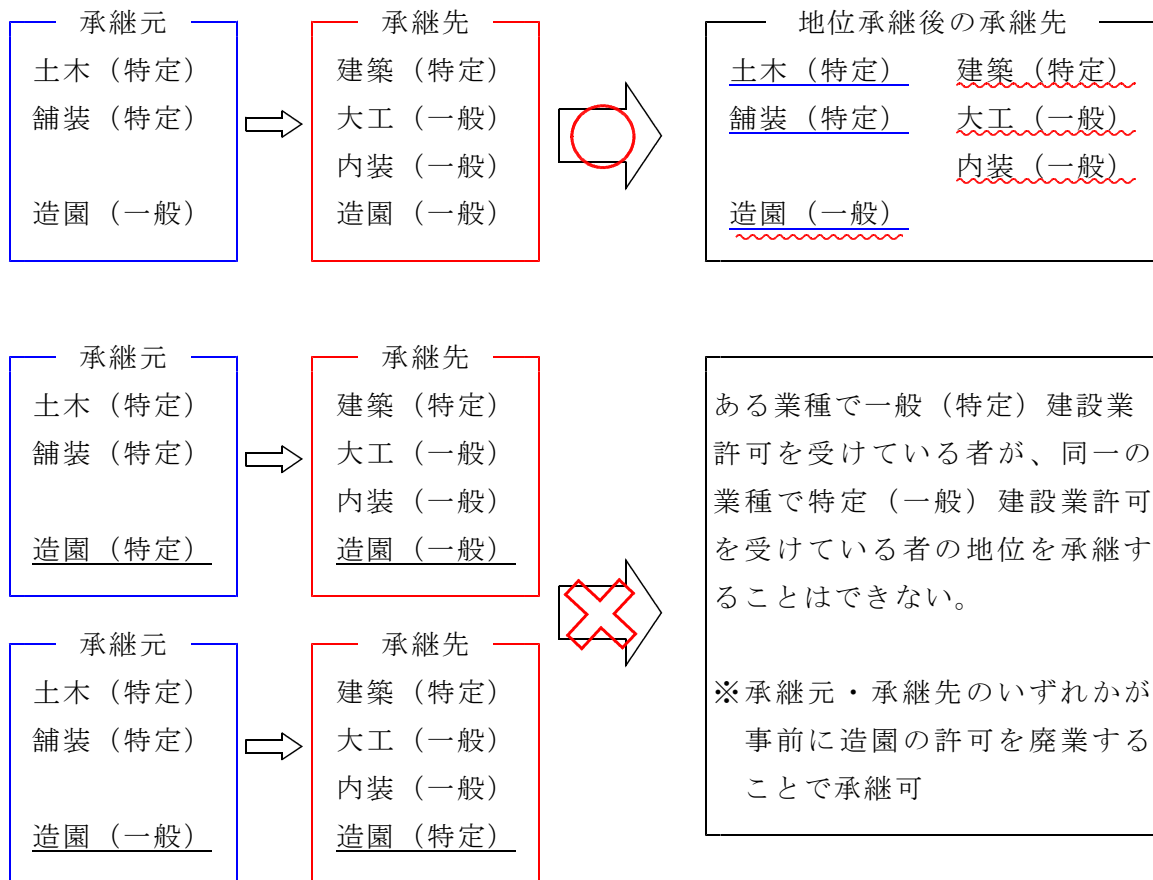 承継元
土木（特定）
舗装（特定）
造園（一般）
承継先
建築（特定）
大工（一般）
内装（一般）
造園（一般）
地位承継後の承継先
土木（特定） 建築（特定）
舗装（特定） 大工（一般）
内装（一般）
造園（一般）
承継元
土木（特定）
舗装（特定）
造園（特定）
承継先
建築（特定）
大工（一般）
内装（一般）
造園（一般）
承継元
土木（特定）
舗装（特定）
造園（一般）
承継先
建築（特定）
大工（一般）
内装（一般）
造園（特定）
ある業種で一般（特定）建設業
許可を受けている者が、同一の
業種で特定（一般）建設業許可
を受けている者の地位を承継す
ることはできない。
※承継元・承継先のいずれかが
事前に造園の許可を廃業する
ことで承継可